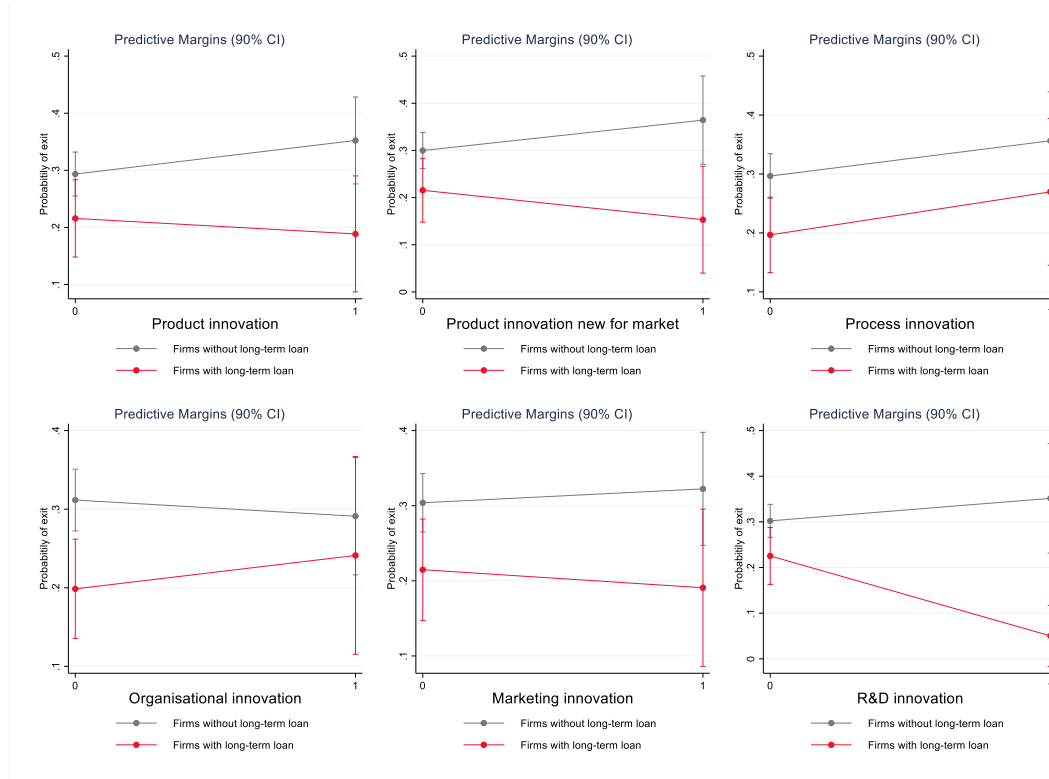 Predictive Margins (90% CI)
.5
.4
.3
.2
.1
Probabitily of exit
0
1
Product innovation
Firms without long-term loan
Firms with long-term loan
Predictive Margins (90% CI)
.5
.4
.3
.2
.1
0
Probabitily of exit
0
1
Product innovation new for market
Firms without long-term loan
Firms with long-term loan
Predictive Margins (90% CI)
.5
.4
.3
.2
.1
Probabitily of exit
0
Process innovation
Firms without long-term loan
Firms with long-term loan
Predictive Margins (90% CI)
.4
.3
.2
.1
Probabitily of exit
0
1
Organisational innovation
Firms without long-term loan
Firms with long-term loan
Predictive Margins (90% CI)
.4
.3
.2
.1
Probabitily of exit
0
1
Marketing innovation
Firms without long-term loan
Firms with long-term loan
Predictive Margins (90% CI)
.5
.4
.3
.2
.1
0
Probabitily of exit
0
R&D innovation
Firms without long-term loan
Firms with long-term loan